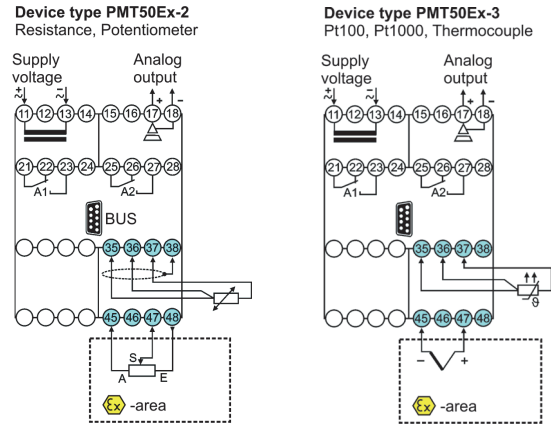 Device type PMT50Ex-2
Resistance, Potentiometer
Supply voltage
Analog output
~+ ~- + -
11 12 13 14 15 16 17 18
21 22 23 24 25 26 27 28
A1 A2
BUS
35 36 37 38
45 46 47 48
S
A E
Ex -area
Device type PMT50Ex-3
Pt100, Pt1000, Thermocouple
Supply voltage
Analog output
~+ ~- + -
11 12 13 14 15 16 17 18
21 22 23 24 25 26 27 28
A1 A2
35 36 37 38
ϑ
45 46 47 48
- +
Ex -area